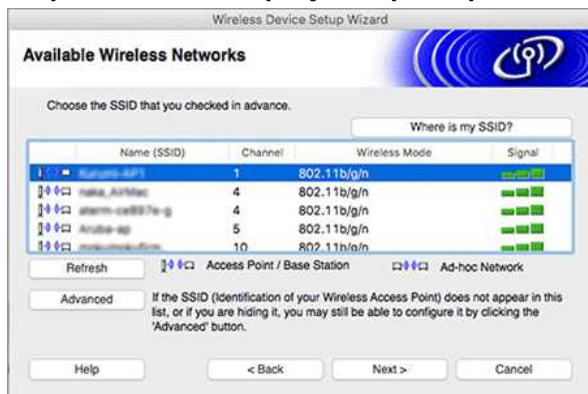 Wireless Device Setup Wizard
Available Wireless Networks
Choose the SSID that you checked in advance.
Where is my SSID?
Name (SSID) Channel Wireless Mode Signal
1 802.11b/g/n
4 802.11b/g/n
4 802.11b/g/n
5 802.11b/g/n
10 802.11b/g/n
Refresh Access Point / Base Station Ad-hoc Network
Advanced
If the SSID (Identification of your Wireless Access Point) does not appear in this
list, or if you are hiding it, you may still be able to configure it by clicking the
'Advanced' button.
Help < Back Next > Cancel